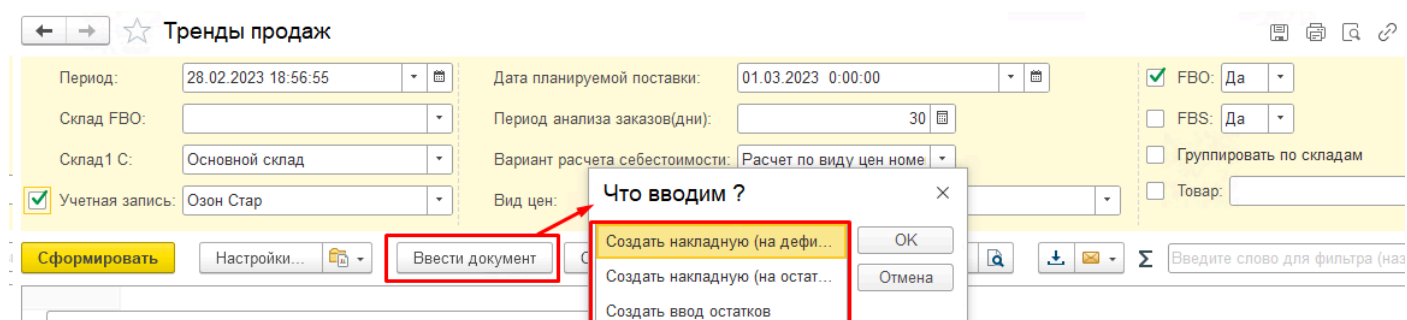 Тренды продаж
Период: 28.02.2023 18:56:55 Дата планируемой поставки: 01.03.2023 0:00:00 FBO: Да
Склад FBO: Период анализа заказов(дни): 30 FBS: Да
Склад1 С: Основной склад Вариант расчета себестоимости: Расчет по виду цен номе Группировать по складам
Учетная запись: Озон Стар Вид цен: Товар:
Что вводим ?
Сформировать Настройки... Ввести документ Σ Введите слово для фильтра (наз
Создать накладную (на дефи... OK
Создать накладную (на остат... Отмена
Создать ввод остатков